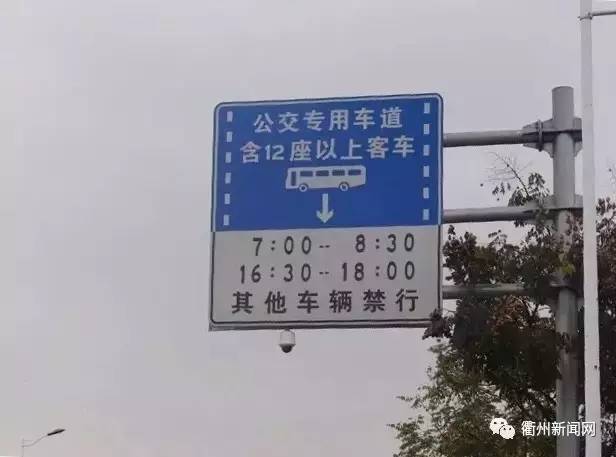 公交专用车道
含12座以上客车
7:00-- 8:30
16:30--18:00
其他车辆禁行
衢州新闻网